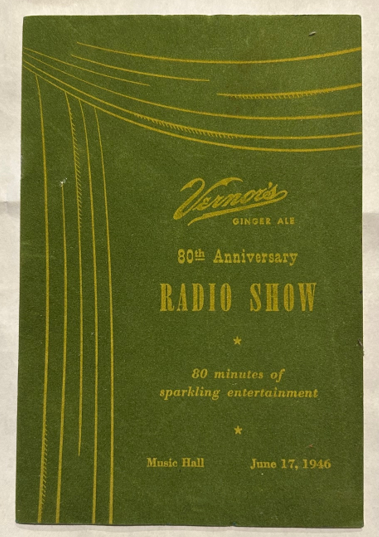 Vernor's
GINGER ALE
80th Anniversary
RADIO SHOW
80 minutes of
sparkling entertainment
Music Hall June 17, 1946